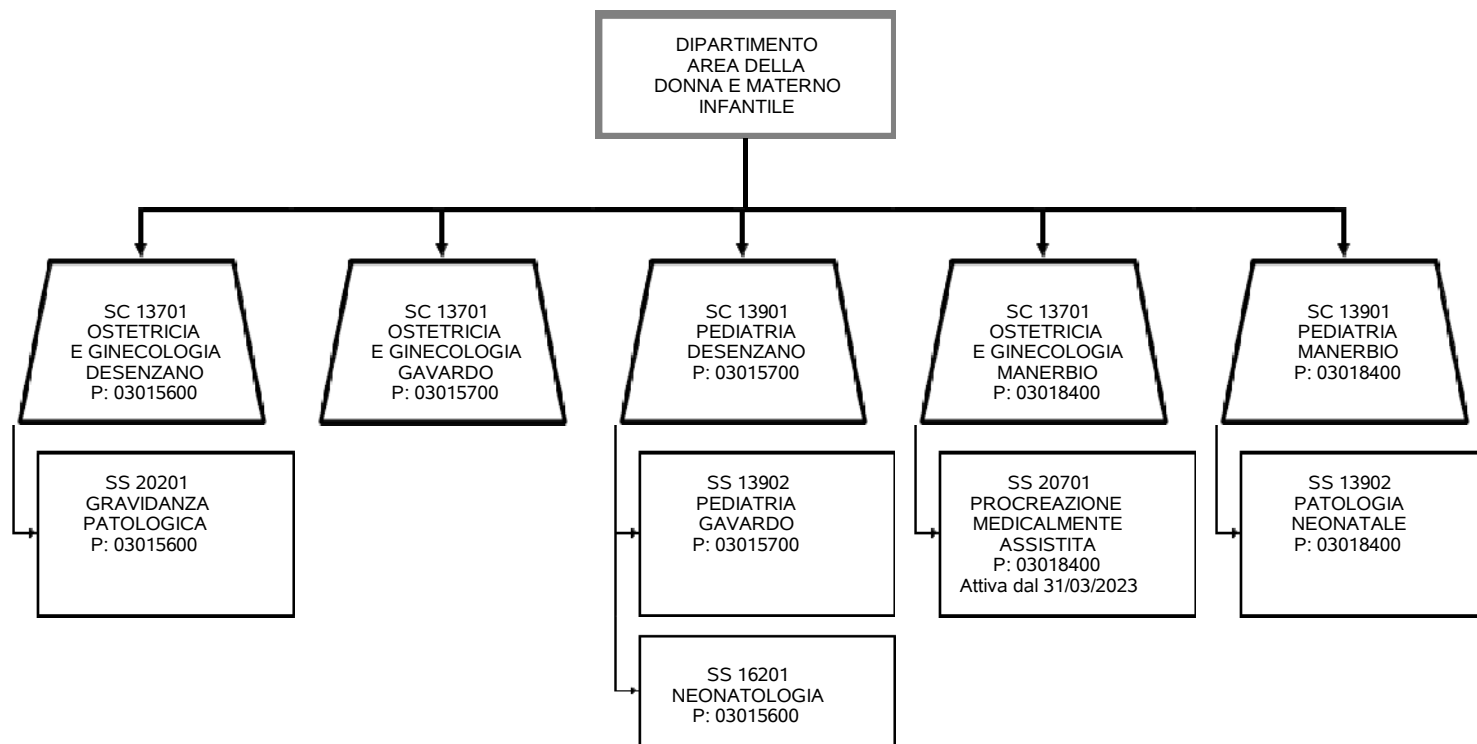 DIPARTIMENTO
AREA DELLA
DONNA E MATERNO
INFANTILE
SC 13701
OSTETRICIA
E GINECOLOGIA
DESENZANO
P: 03015600
SC 13701
OSTETRICIA
E GINECOLOGIA
GAVARDO
P: 03015700
SC 13901
PEDIATRIA
DESENZANO
P: 03015700
SC 13701
OSTETRICIA
E GINECOLOGIA
MANERBIO
P: 03018400
SC 13901
PEDIATRIA
MANERBIO
P: 03018400
SS 20201
GRAVIDANZA
PATOLOGICA
P: 03015600
SS 13902
PEDIATRIA
GAVARDO
P: 03015700
SS 20701
PROCREAZIONE
MEDICALMENTE
ASSISTITA
P: 03018400
Attiva dal 31/03/2023
SS 13902
PATOLOGIA
NEONATALE
P: 03018400
SS 16201
NEONATOLOGIA
P: 03015600